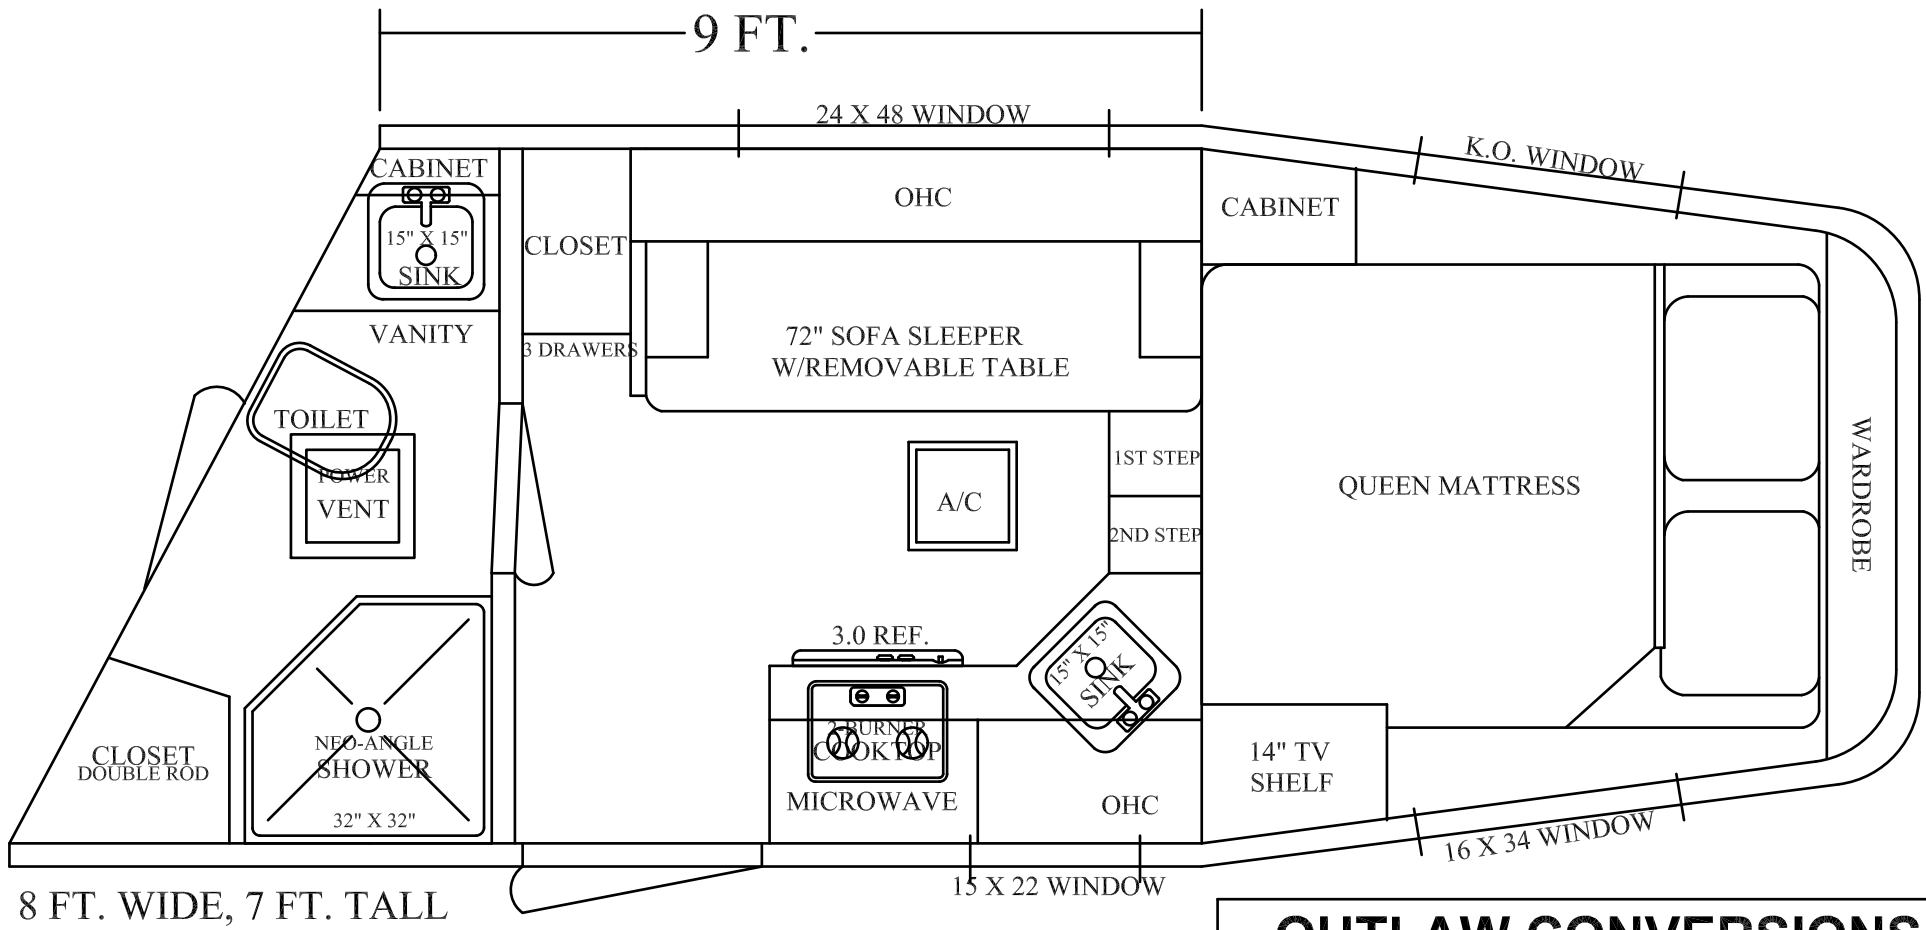 9 FT.
24 X 48 WINDOW
K.O. WINDOW
CABINET
OHC
CABINET
15" X 15"
SINK
CLOSET
VANITY
3 DRAWERS
72" SOFA SLEEPER
W/REMOVABLE TABLE
TOILET
POWER
VENT
A/C
1ST STEP
2ND STEP
QUEEN MATTRESS
WARDROBE
3.0 REF.
15" X 15"
SINK
CLOSET
DOUBLE ROD
NEO-ANGLE
SHOWER
32" X 32"
2-BURNER
COOKTOP
MICROWAVE
OHC
14" TV
SHELF
16 X 34 WINDOW
15 X 22 WINDOW
8 FT. WIDE, 7 FT. TALL
OUTLAW CONVERSIONS